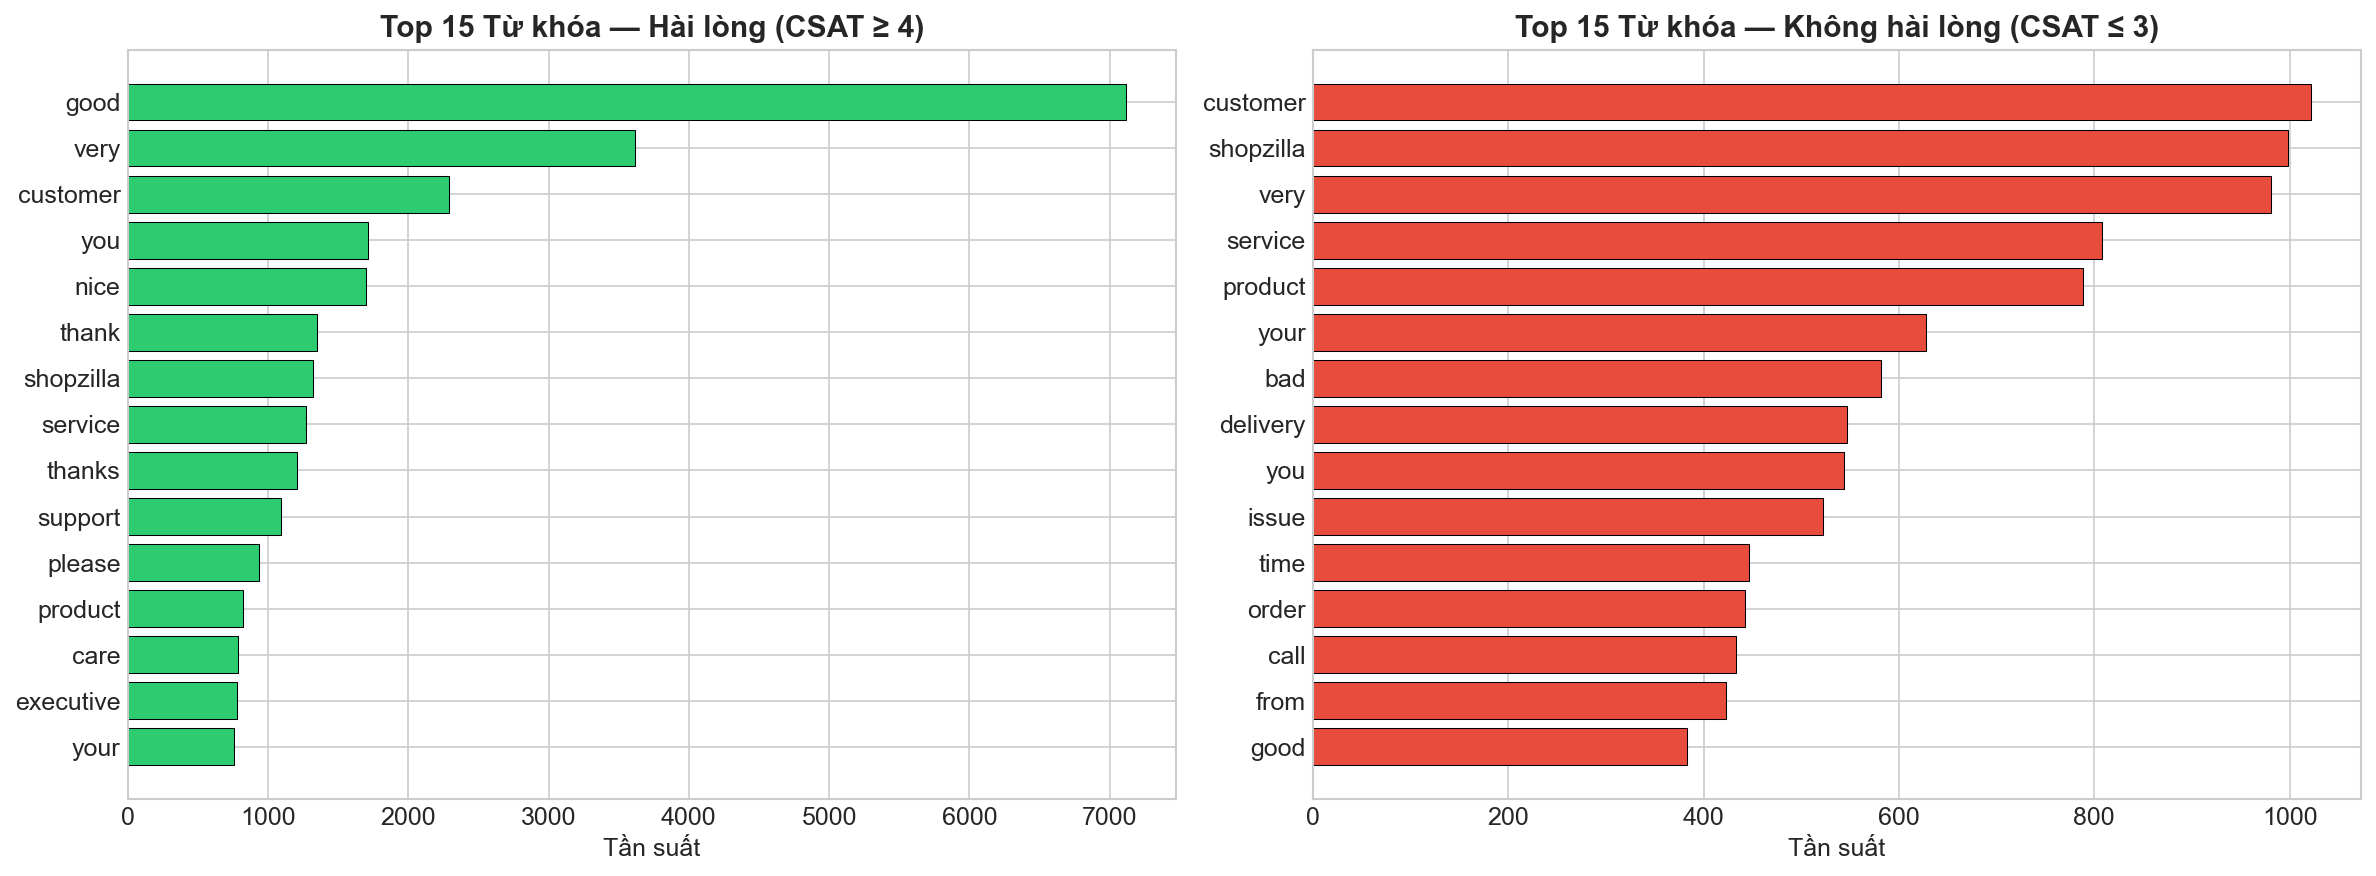 Top 15 Từ khóa — Hài lòng (CSAT ≥ 4)
good
very
customer
you
nice
thank
shopzilla
service
thanks
support
please
product
care
executive
your
0 1000 2000 3000 4000 5000 6000 7000
Tần suất
Top 15 Từ khóa — Không hài lòng (CSAT ≤ 3)
customer
shopzilla
very
service
product
your
bad
delivery
you
issue
time
order
call
from
good
0 200 400 600 800 1000
Tần suất